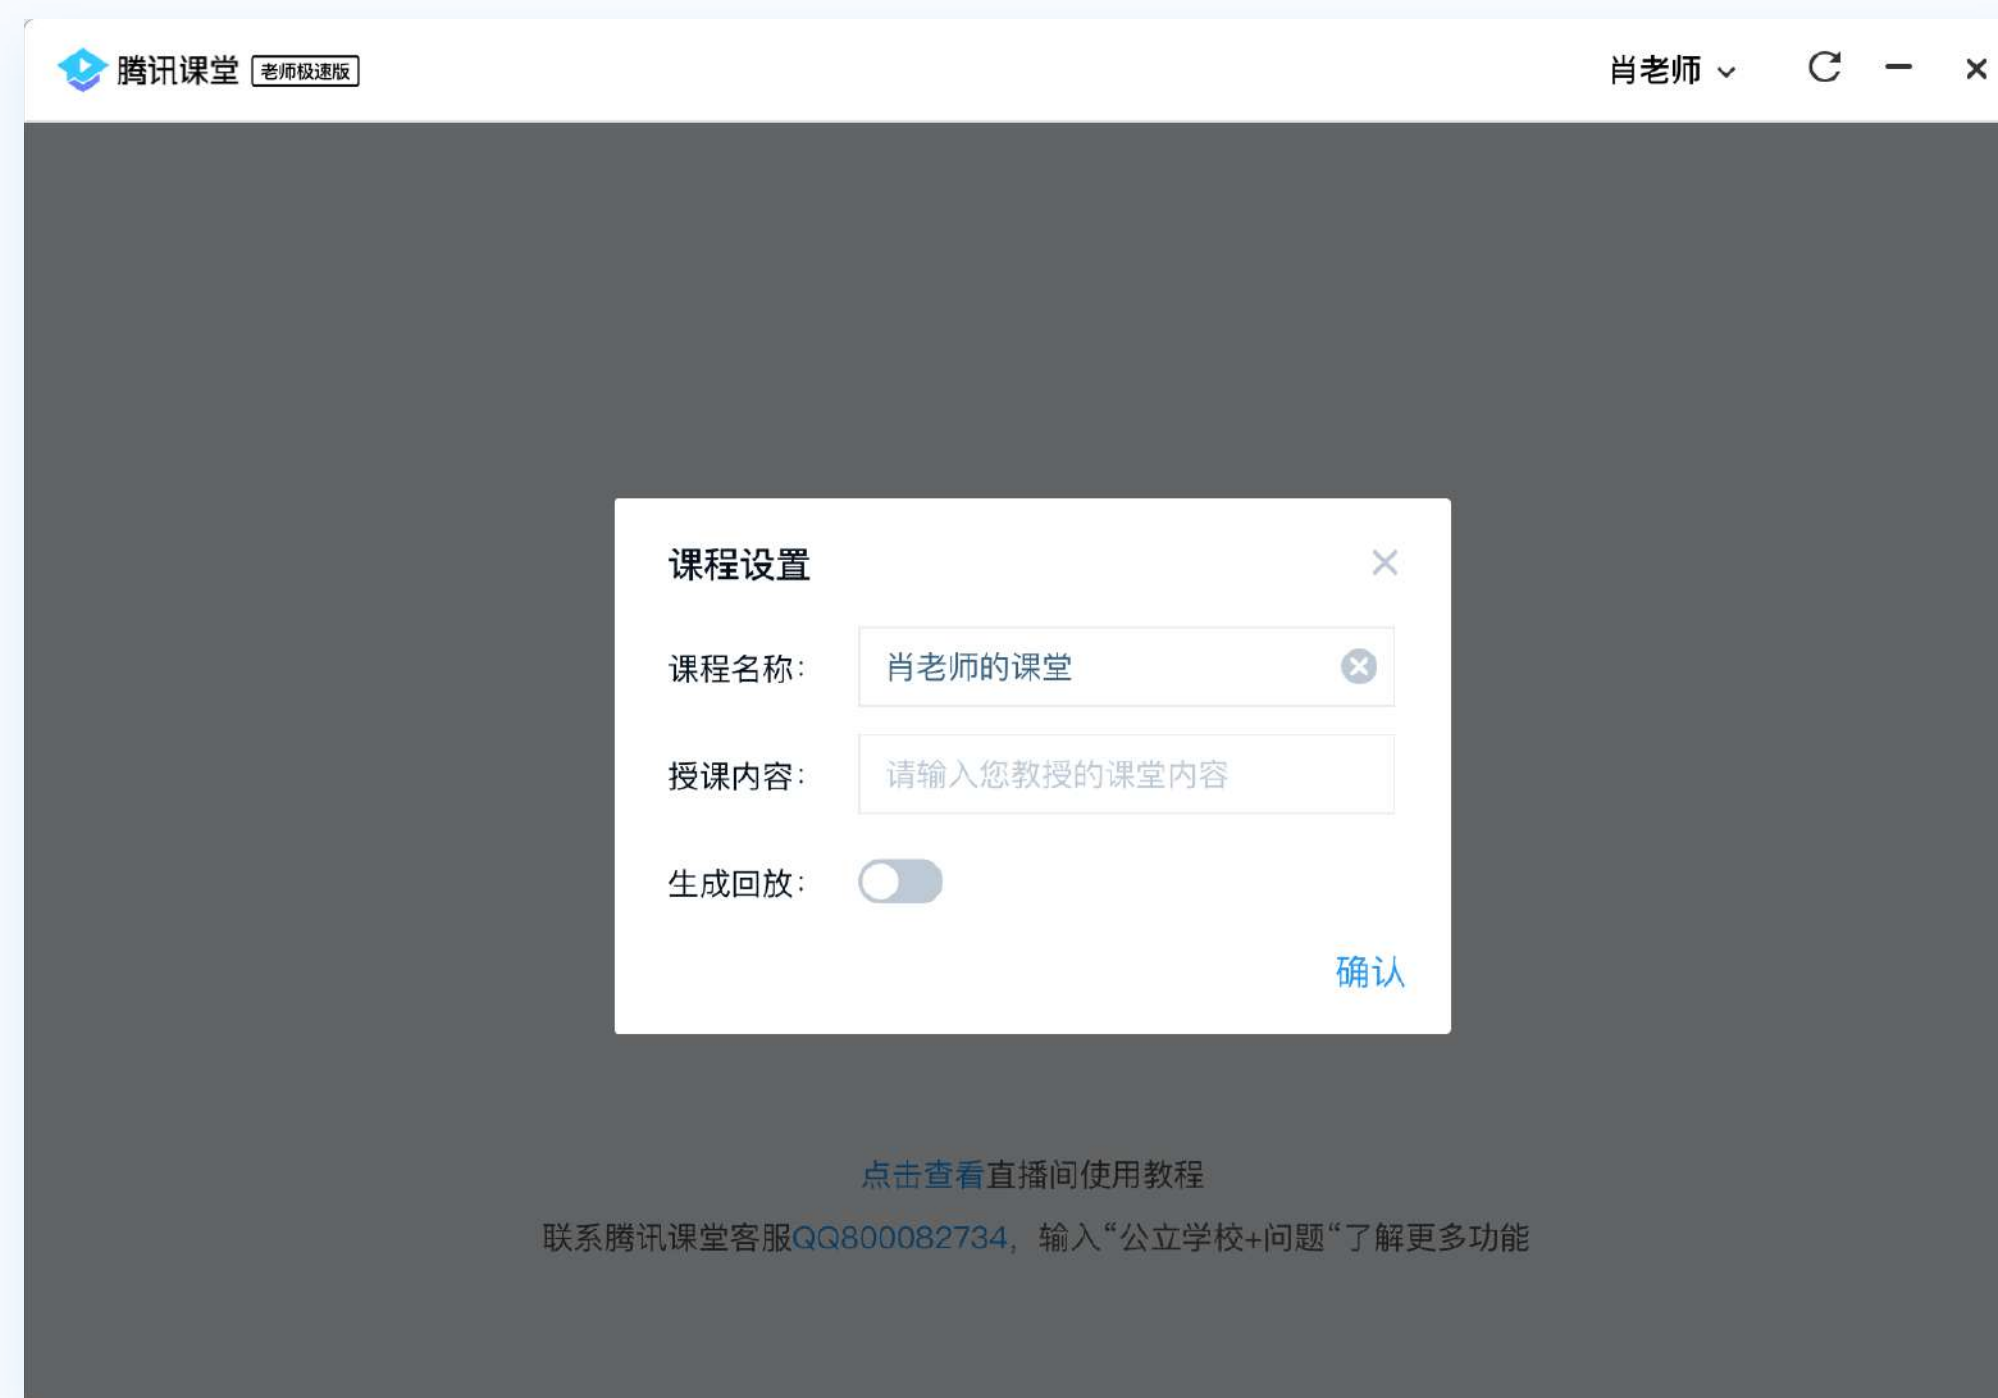 腾讯课堂 老师极速版 肖老师
课程设置
课程名称： 肖老师的课堂
授课内容： 请输入您教授的课堂内容
生成回放：
确认
点击查看直播间使用教程
联系腾讯课堂客服QQ800082734，输入“公立学校+问题“了解更多功能